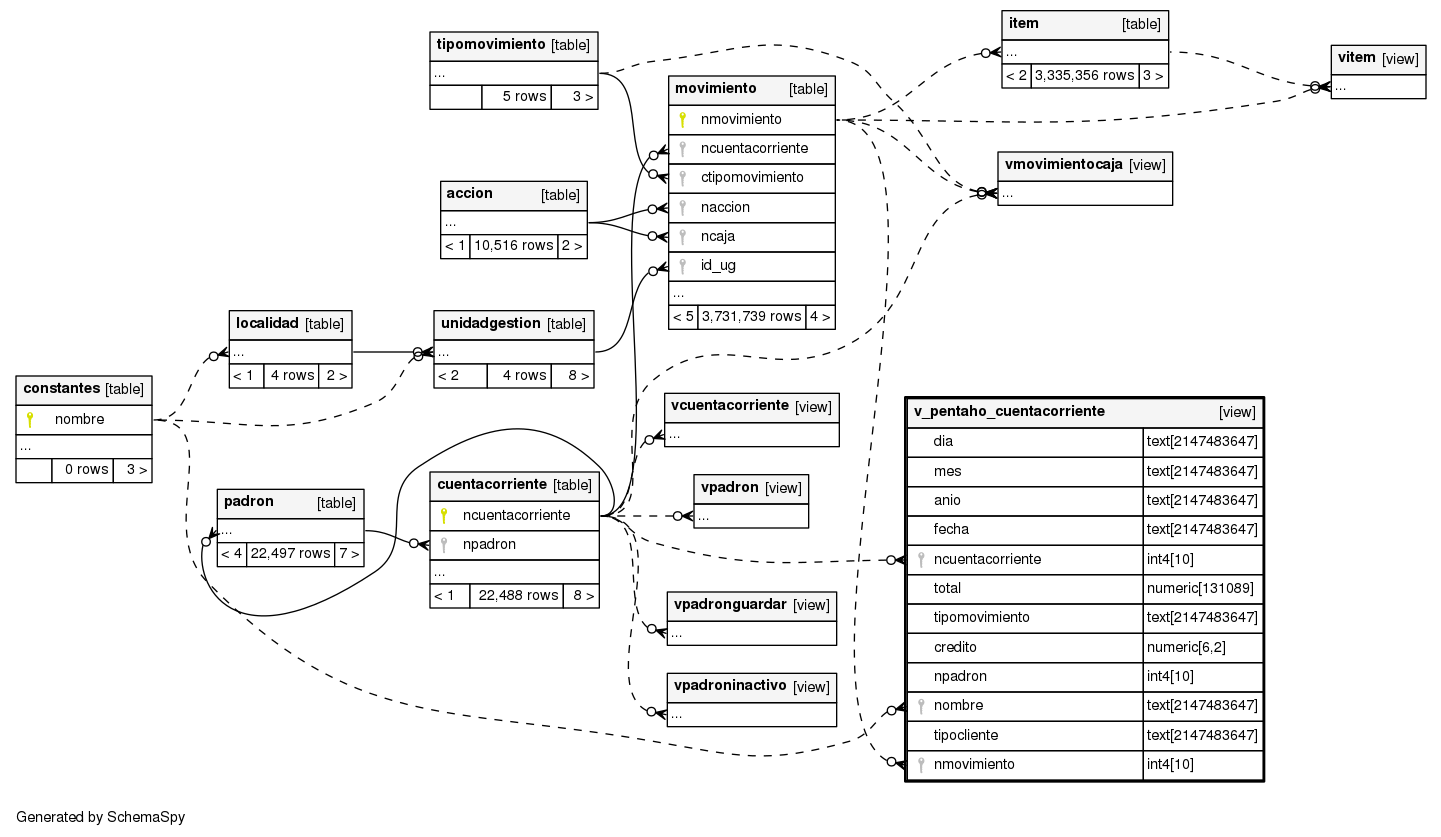 tipomovimiento [table]
...
5 rows 3 >
item [table]
...
< 2 3,335,356 rows 3 >
vitem [view]
...
movimiento [table]
nmovimiento
ncuentacorriente
ctipomovimiento
naccion
ncaja
id_ug
...
< 5 3,731,739 rows 4 >
vmovimientocaja [view]
...
accion [table]
...
< 1 10,516 rows 2 >
localidad [table]
...
< 1 4 rows 2 >
unidadgestion [table]
...
< 2 4 rows 8 >
constantes [table]
nombre
...
0 rows 3 >
vcuentacorriente [view]
...
padron [table]
...
< 4 22,497 rows 7 >
cuentacorriente [table]
ncuentacorriente
npadron
...
< 1 22,488 rows 8 >
vpadron [view]
...
vpadronguardar [view]
...
vpadroninactivo [view]
...
v_pentaho_cuentacorriente [view]
dia text[2147483647]
mes text[2147483647]
anio text[2147483647]
fecha text[2147483647]
ncuentacorriente int4[10]
total numeric[131089]
tipomovimiento text[2147483647]
credito numeric[6,2]
npadron int4[10]
nombre text[2147483647]
tipocliente text[2147483647]
nmovimiento int4[10]
Generated by SchemaSpy